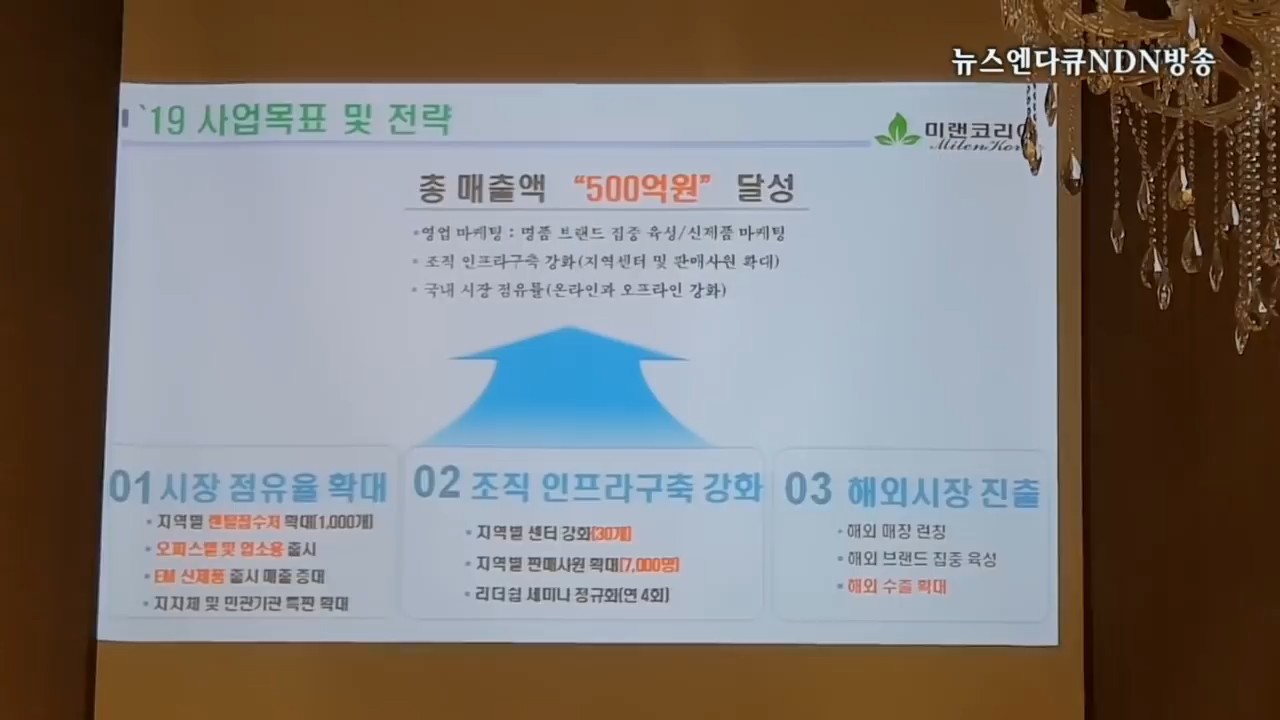 뉴스엔다큐NDN방송
`19 사업목표 및 전략
미랜코리아
MilenKor
총 매출액 “500억원” 달성
•영업 마케팅 : 명품 브랜드 집중 육성/신제품 마케팅
• 조직 인프라구축 강화(지역센터 및 판매사원 확대)
• 국내 시장 점유률(온라인과 오프라인 강화)
01 시장 점유율 확대
• 지역별 렌탈접수처 확대(1,000개)
• 오피스텔 및 업소용 출시
• EM 신제품 출시 매출 증대
• 지자체 및 민관기관 특판 확대
02 조직 인프라구축 강화
• 지역별 센터 강화(30개)
• 지역별 판매사원 확대(7,000명)
• 리더쉽 세미나 정규화(연 4회)
03 해외시장 진출
• 해외 매장 런칭
• 해외 브랜드 집중 육성
• 해외 수출 확대